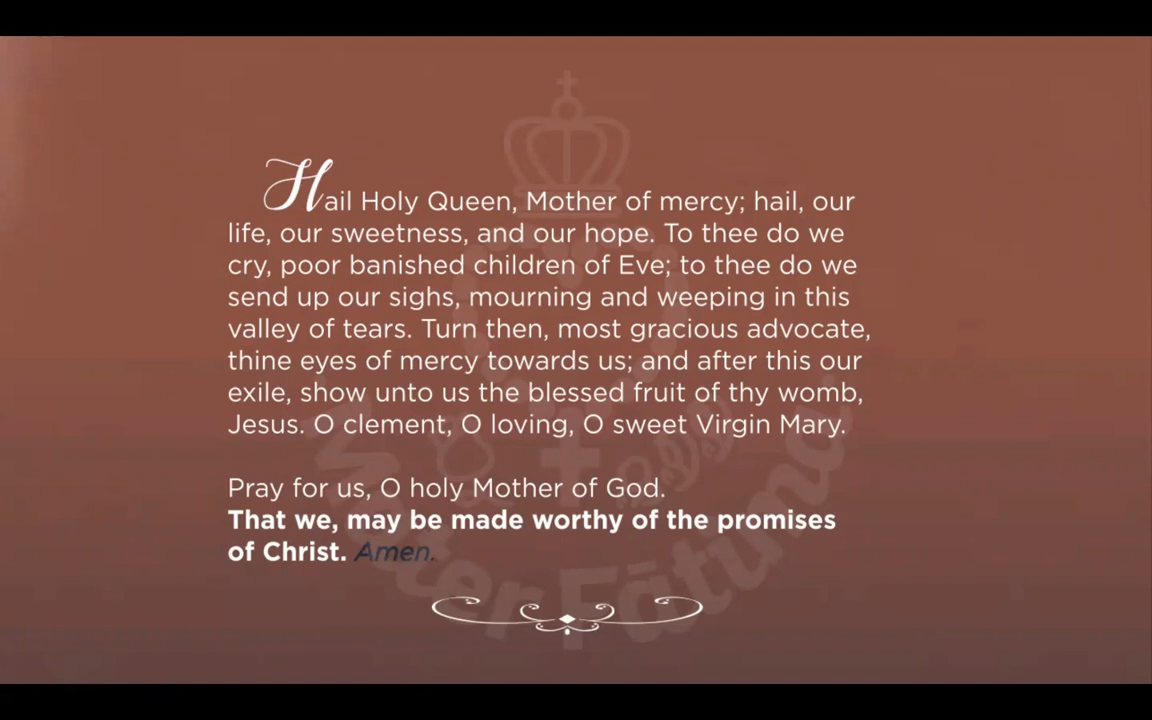 Hail Holy Queen, Mother of mercy; hail, our
life, our sweetness, and our hope. To thee do we
cry, poor banished children of Eve; to thee do we
send up our sighs, mourning and weeping in this
valley of tears. Turn then, most gracious advocate,
thine eyes of mercy towards us; and after this our
exile, show unto us the blessed fruit of thy womb,
Jesus. O clement, O loving, O sweet Virgin Mary.
Pray for us, O holy Mother of God.
That we, may be made worthy of the promises
of Christ. Amen.
Mater Fátima